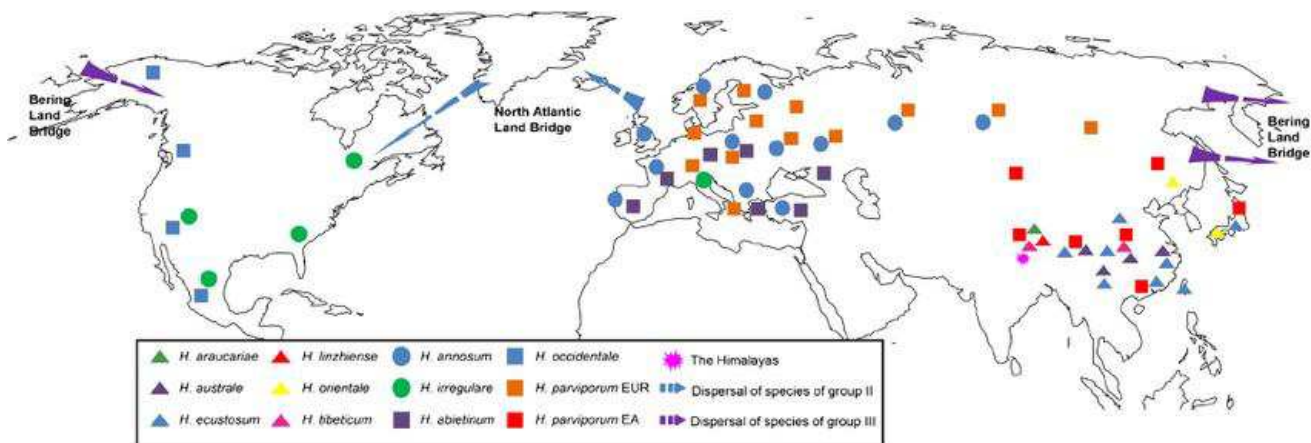 Bering
Land
Bridge
North Atlantic
Land Bridge
Bering
Land
Bridge
H. araucariae
H. linzhiense
H. annosum
H. occidentale
The Himalayas
H. australe
H. orientale
H. irregulare
H. parviporum EUR
Dispersal of species of group II
H. ecustosum
H. tibeticum
H. abietinum
H. parviporum EA
Dispersal of species of group III